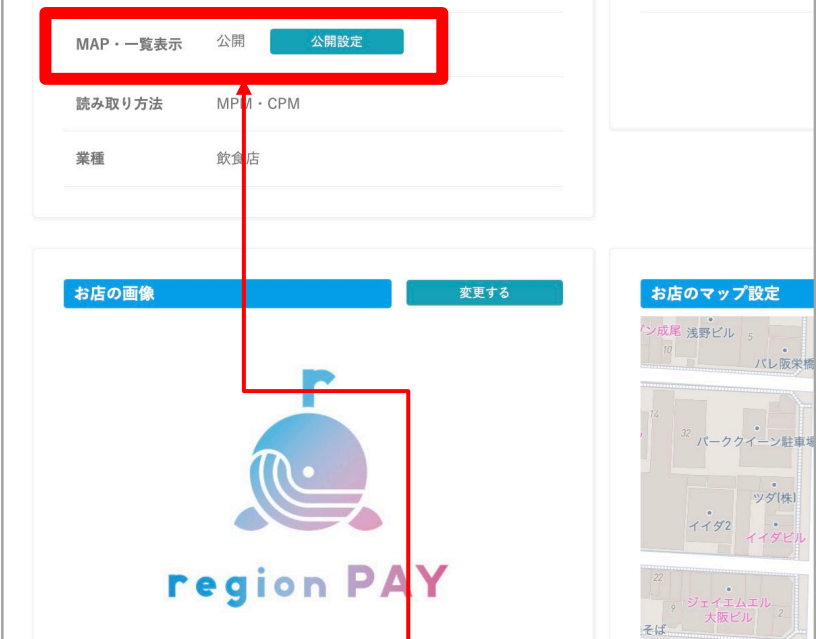 MAP・一覧表示 公開 公開設定
読み取り方法 MPM・CPM
業種 飲食店
お店の画像 変更する
お店のマップ設定
region PAY
ン成尾 浅野ビル 5
10
パレ阪栄橋
14
32 パーククイーン駐車場
ツダ(株)
イイダ2
イイダビル
22
ジェイエムエル
9 大阪ビル 2
そば